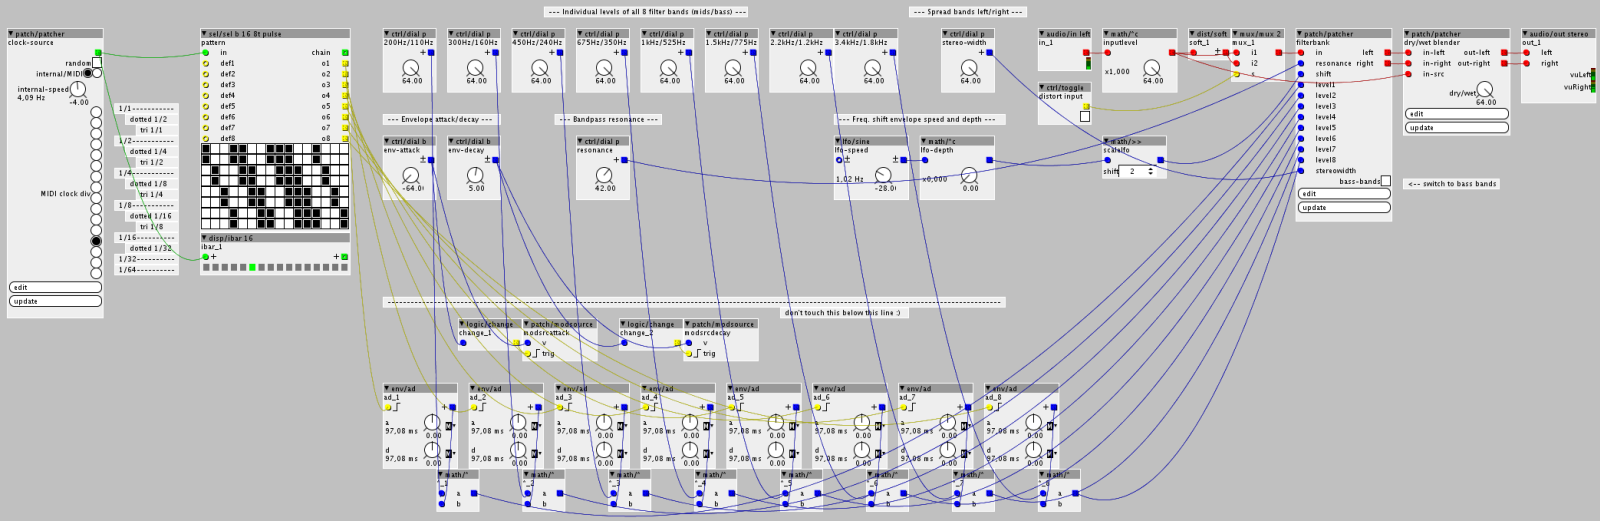 --- Individual levels of all 8 filter bands (mids/bass) ---
--- Spread bands left/right ---
patch/patcher
clock-source
random
internal/MIDI
internal-speed
4,09 Hz
-4.00
MIDI clock div
1/1-----------
dotted 1/2
tri 1/1
1/2-----------
dotted 1/4
tri 1/2
1/4-----------
dotted 1/8
tri 1/4
1/8-----------
dotted 1/16
tri 1/8
1/16----------
dotted 1/32
1/32----------
1/64----------
edit
update
sel/sel b 16 8t pulse
pattern
in
chain
def1
o1
def2
o2
def3
o3
def4
o4
def5
o5
def6
o6
def7
o7
def8
o8
disp/ibar 16
ibar_1
ctrl/dial p
200Hz/110Hz
64.00
ctrl/dial p
300Hz/160Hz
64.00
ctrl/dial p
450Hz/240Hz
64.00
ctrl/dial p
675Hz/350Hz
64.00
ctrl/dial p
1kHz/525Hz
64.00
ctrl/dial p
1.5kHz/775Hz
64.00
ctrl/dial p
2.2kHz/1.2kHz
64.00
ctrl/dial p
3.4kHz/1.8kHz
64.00
ctrl/dial p
stereo-width
64.00
audio/in left
in_1
math/*c
inputlevel
x1,000
64.00
dist/soft
soft_1
mux/mux 2
mux_1
i1
i2
s
ctrl/toggle
distort input
patch/patcher
filterbank
in
left
resonance
right
shift
level1
level2
level3
level4
level5
level6
level7
level8
stereowidth
bass-bands
edit
update
<-- switch to bass bands
patch/patcher
dry/wet blender
in-left
out-left
in-right
out-right
in-src
dry/wet
64.00
edit
update
audio/out stereo
out_1
left
right
vuLeft
vuRight
--- Envelope attack/decay ---
--- Bandpass resonance ---
--- Freq. shift envelope speed and depth ---
ctrl/dial b
env-attack
-64.00
ctrl/dial b
env-decay
5.00
ctrl/dial p
resonance
42.00
lfo/sine
lfo-speed
1.02 Hz
-28.00
math/*c
lfo-depth
x0,000
0.00
math/>>
scalelfo
shift
2
don't touch this below this line :)
logic/change
change_1
patch/modsource
modsrcattack
v
trig
logic/change
change_2
patch/modsource
modsrcdecay
v
trig
env/ad
ad_1
a
97,08 ms
0.00
d
97,08 ms
0.00
env/ad
ad_2
97,08 ms
0.00
97,08 ms
0.00
env/ad
ad_3
97,08 ms
0.00
97,08 ms
0.00
env/ad
ad_4
97,08 ms
0.00
97,08 ms
0.00
env/ad
ad_5
97,08 ms
0.00
97,08 ms
0.00
env/ad
ad_6
97,08 ms
0.00
97,08 ms
0.00
env/ad
ad_7
97,08 ms
0.00
97,08 ms
0.00
env/ad
ad_8
97,08 ms
0.00
97,08 ms
0.00
math/*
*_1
a
b
math/*
a
b
math/*
*_3
a
b
math/*
*_4
a
b
math/*
*_5
a
b
math/*
*_6
a
b
math/*
*_7
a
b
math/*
a
b